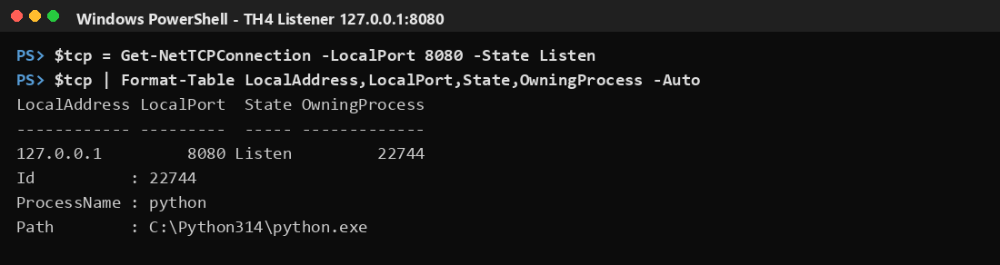 Windows PowerShell - TH4 Listener 127.0.0.1:8080
PS> $tcp = Get-NetTCPConnection -LocalPort 8080 -State Listen
PS> $tcp | Format-Table LocalAddress,LocalPort,State,OwningProcess -Auto
LocalAddress LocalPort  State OwningProcess
------------ ---------  ----- -------------
127.0.0.1         8080 Listen         22744
Id          : 22744
ProcessName : python
Path        : C:\Python314\python.exe